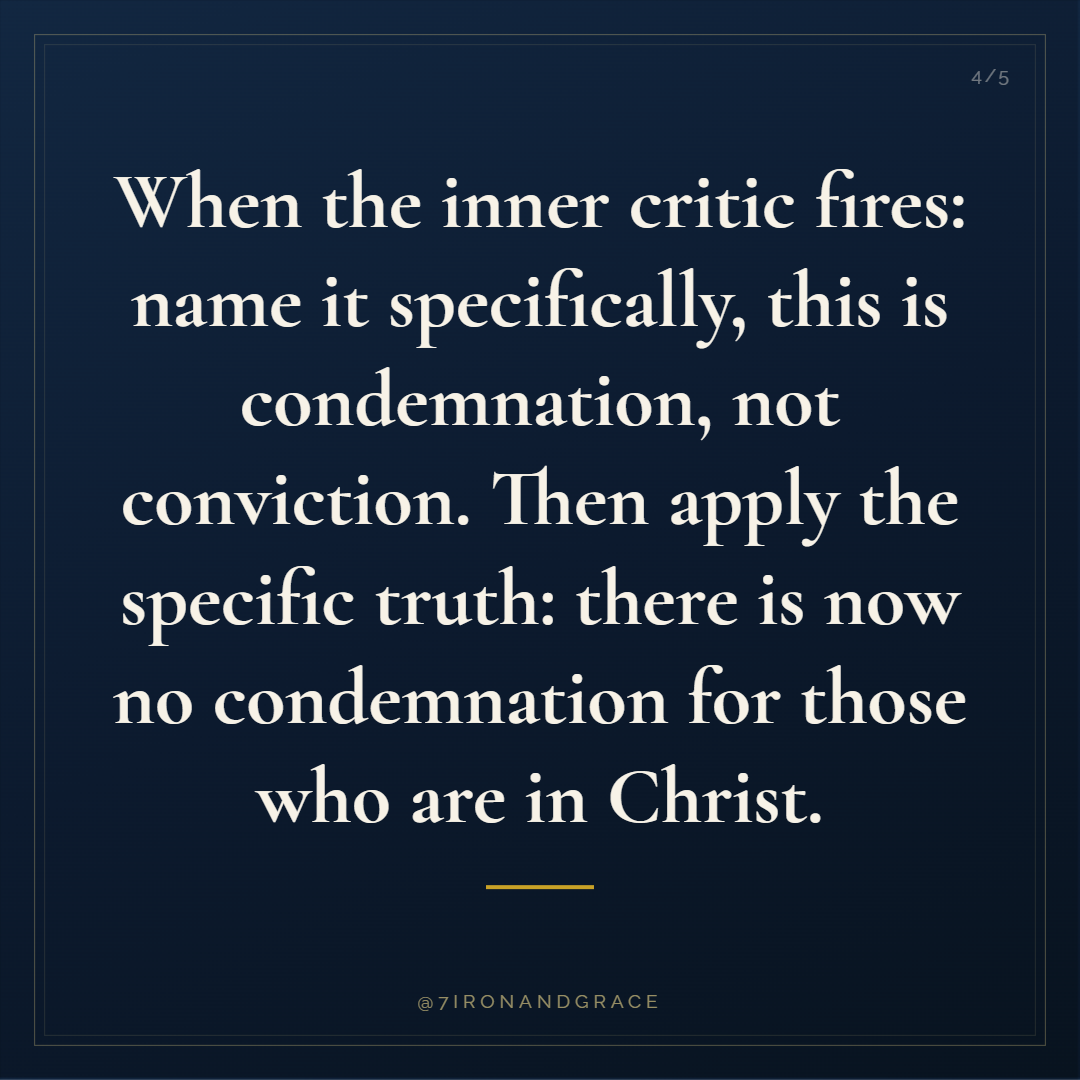 4/5
When the inner critic fires:
name it specifically, this is
condemnation, not
conviction. Then apply the
specific truth: there is now
no condemnation for those
who are in Christ.
@7IRONANDGRACE